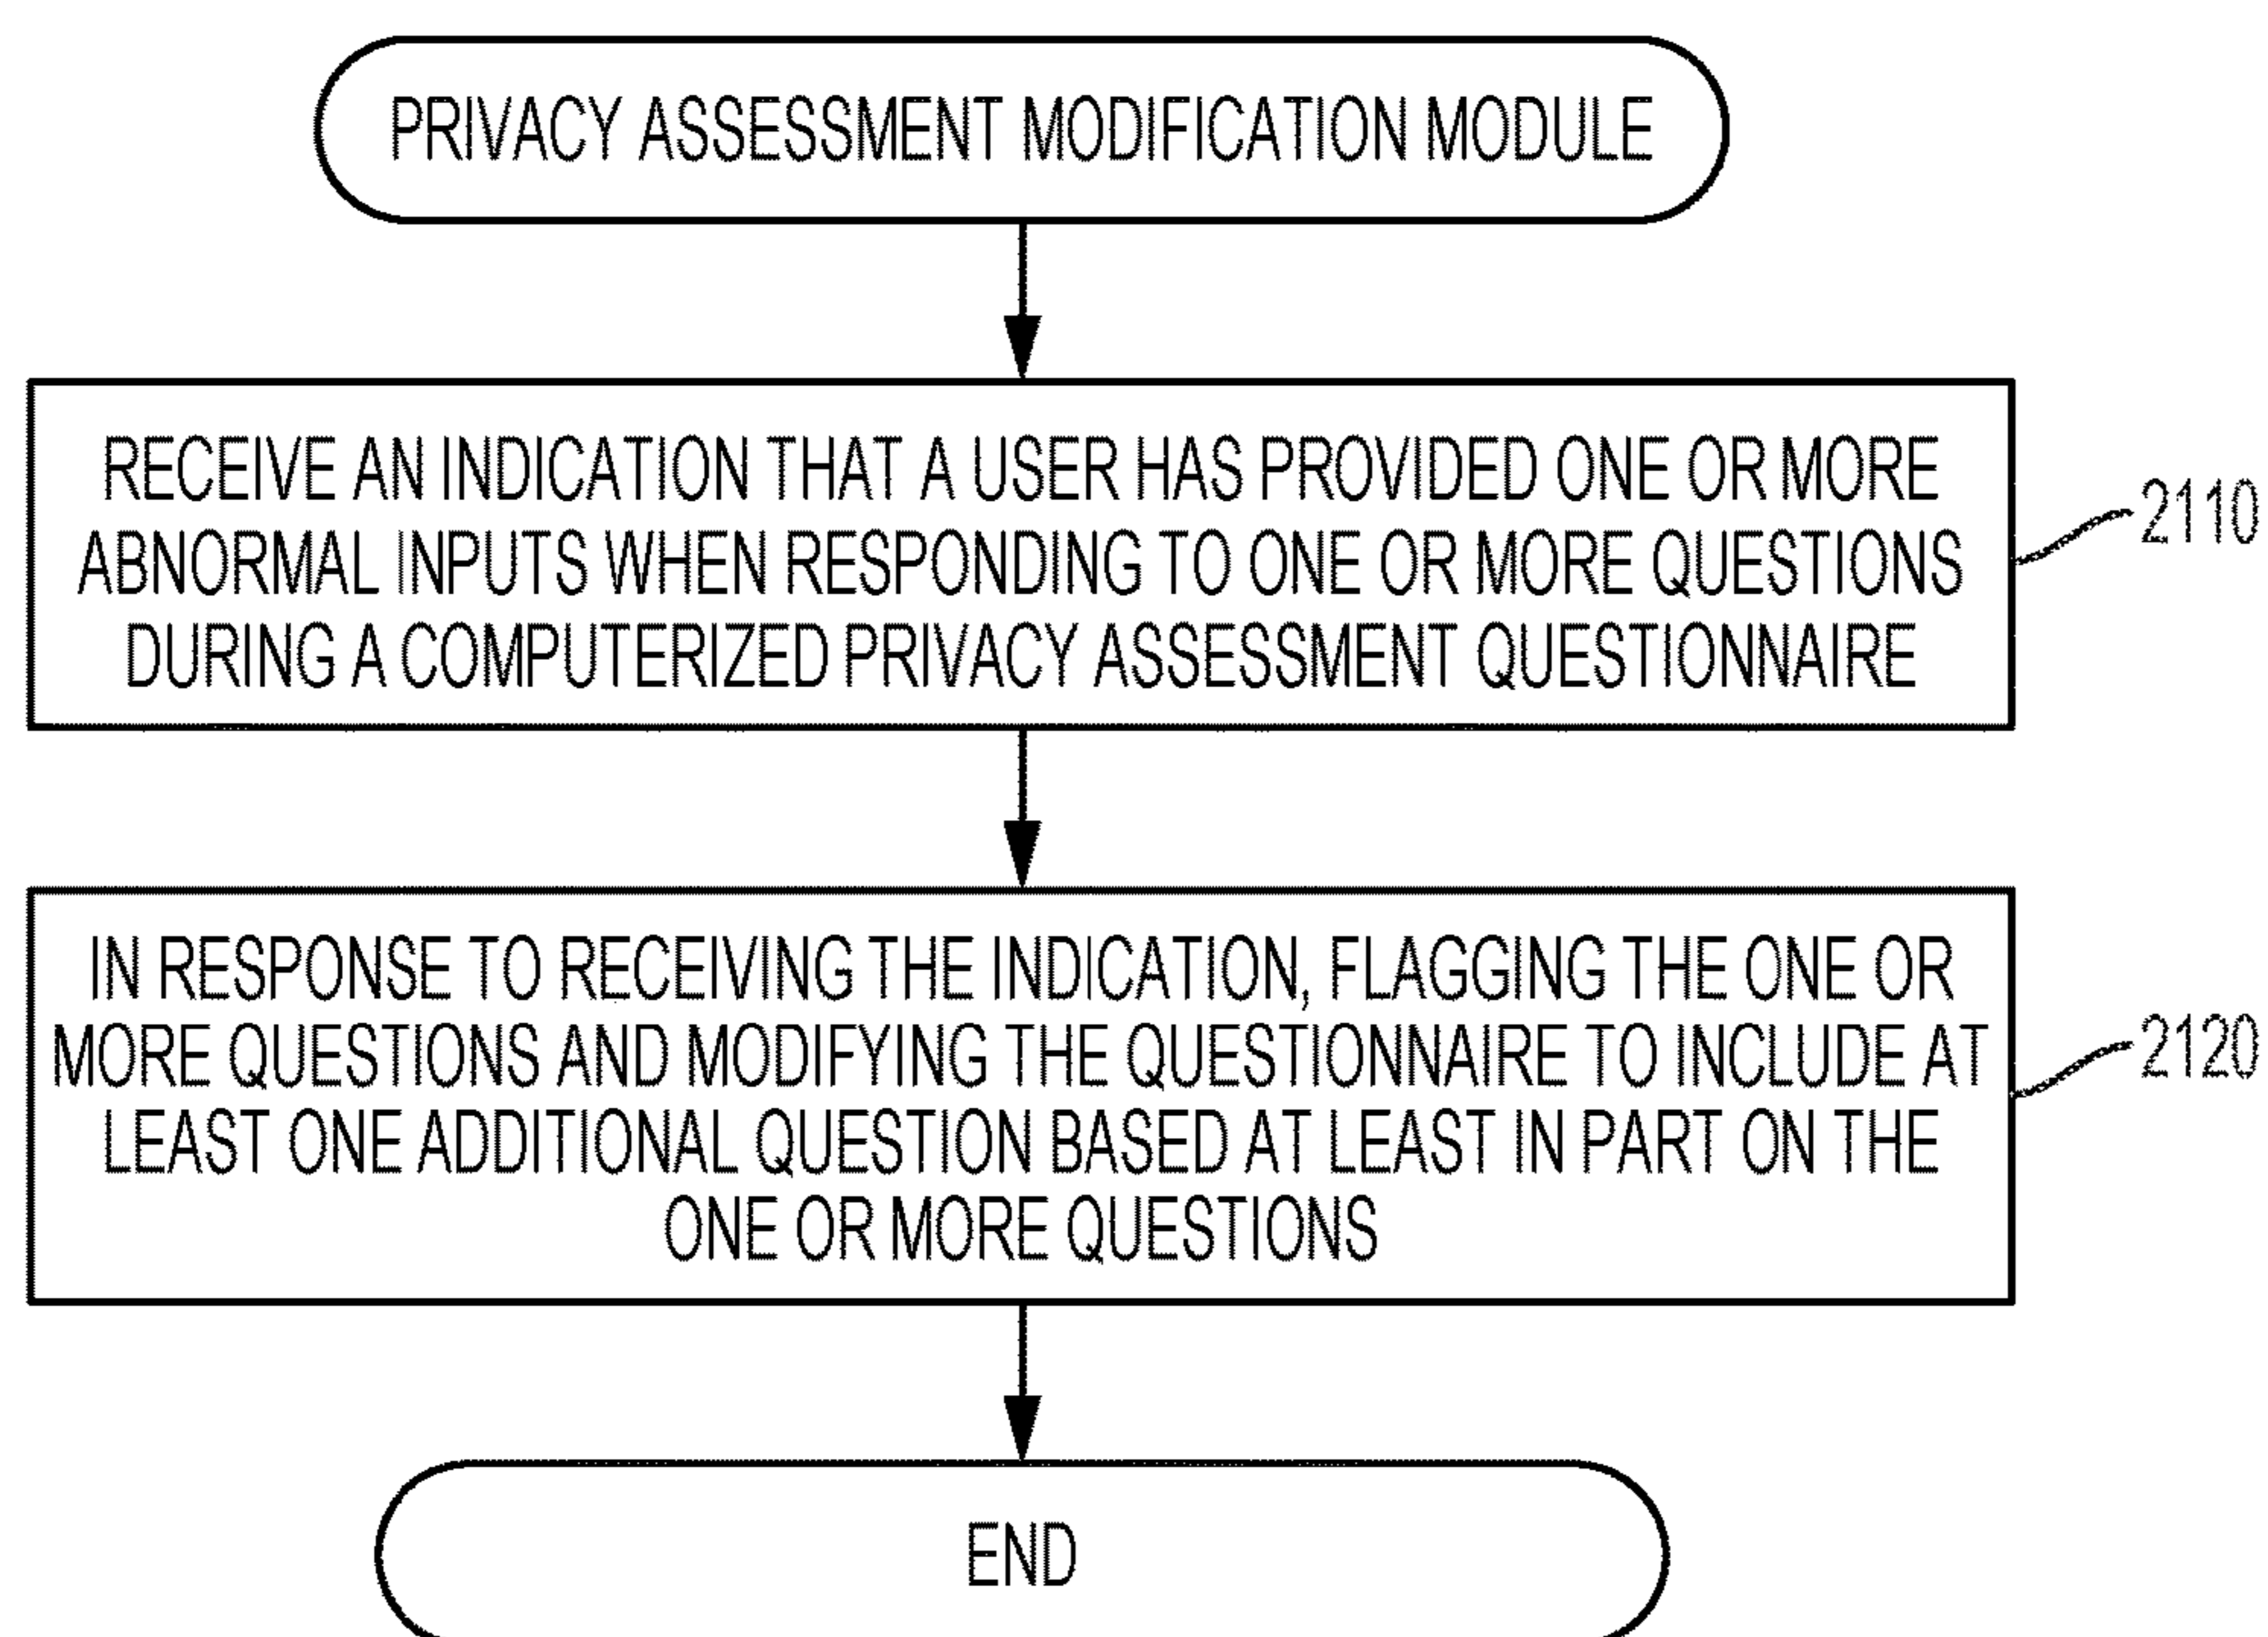 PRIVACY ASSESSMENT MODIFICATION MODULE
RECEIVE AN INDICATION THAT A USER HAS PROVIDED ONE OR MORE
ABNORMAL INPUTS WHEN RESPONDING TO ONE OR MORE QUESTIONS
DURING A COMPUTERIZED PRIVACY ASSESSMENT QUESTIONNAIRE
2110
IN RESPONSE TO RECEIVING THE INDICATION, FLAGGING THE ONE OR
MORE QUESTIONS AND MODIFYING THE QUESTIONNAIRE TO INCLUDE AT
LEAST ONE ADDITIONAL QUESTION BASED AT LEAST IN PART ON THE
ONE OR MORE QUESTIONS
2120
END